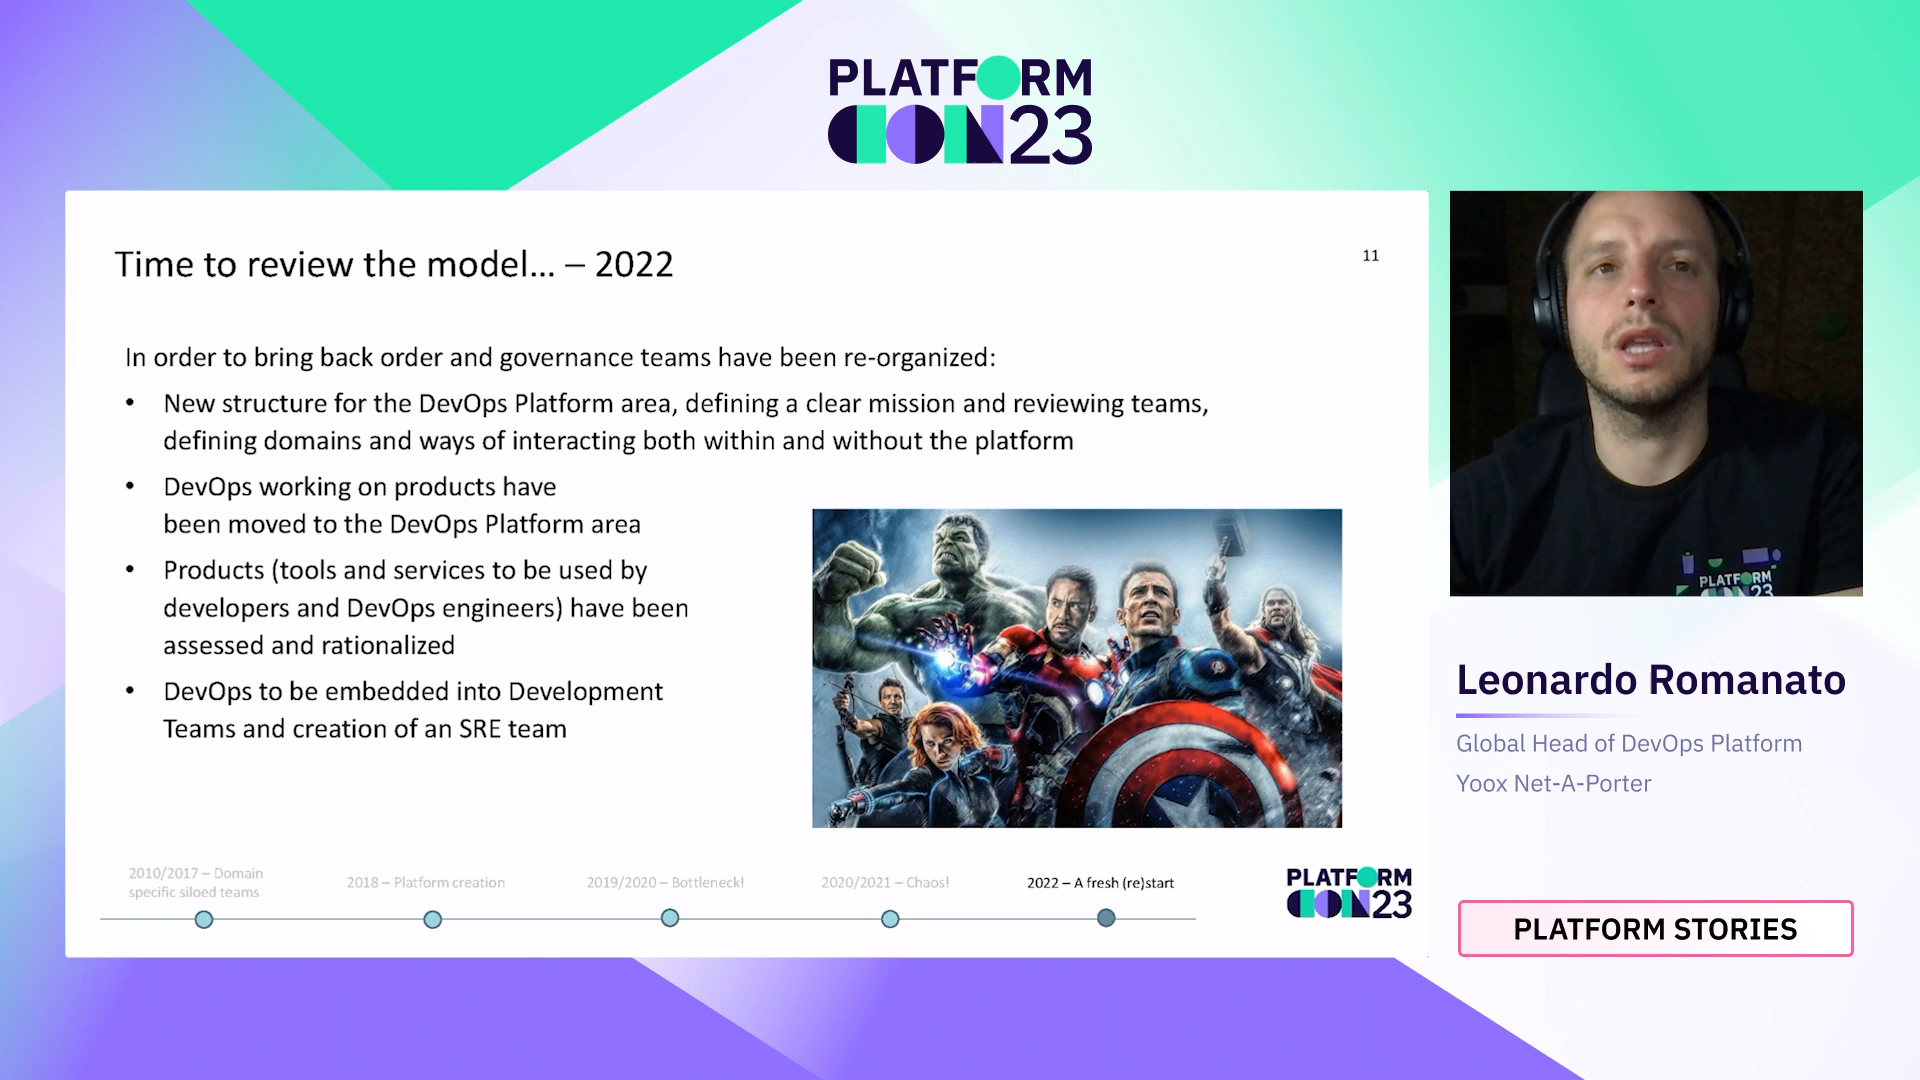 PLATFORM
CON23
Time to review the model... – 2022
11
In order to bring back order and governance teams have been re-organized:
• New structure for the DevOps Platform area, defining a clear mission and reviewing teams,
defining domains and ways of interacting both within and without the platform
• DevOps working on products have
been moved to the DevOps Platform area
• Products (tools and services to be used by
developers and DevOps engineers) have been
assessed and rationalized
• DevOps to be embedded into Development
Teams and creation of an SRE team
2010/2017 – Domain
specific siloed teams
2018 – Platform creation
2019/2020 – Bottleneck!
2020/2021 – Chaos!
2022 – A fresh (re)start
PLATFORM
CON23
PLATFORM
23
Leonardo Romanato
Global Head of DevOps Platform
Yoox Net-A-Porter
PLATFORM STORIES